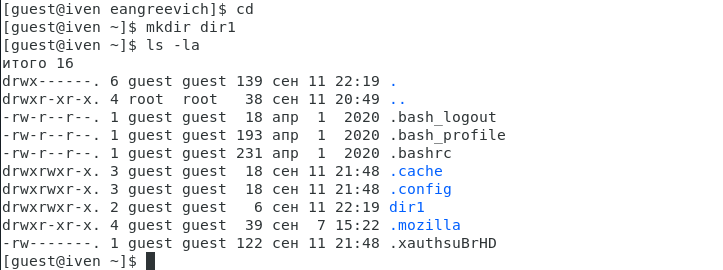 [guest@iven eangreevich]$ cd
[guest@iven ~]$ mkdir dir1
[guest@iven ~]$ ls -la
итого 16
drwx------. 6 guest guest 139 сен 11 22:19 .
drwxr-xr-x. 4 root  root   38 сен 11 20:49 ..
-rw-r--r--. 1 guest guest  18 апр  1  2020 .bash_logout
-rw-r--r--. 1 guest guest 193 апр  1  2020 .bash_profile
-rw-r--r--. 1 guest guest 231 апр  1  2020 .bashrc
drwxrwxr-x. 3 guest guest  18 сен 11 21:48 .cache
drwxrwxr-x. 3 guest guest  18 сен 11 21:48 .config
drwxrwxr-x. 2 guest guest   6 сен 11 22:19 dir1
drwxr-xr-x. 4 guest guest  39 сен  7 15:22 .mozilla
-rw-------. 1 guest guest 122 сен 11 21:48 .xauthsuBrHD
[guest@iven ~]$